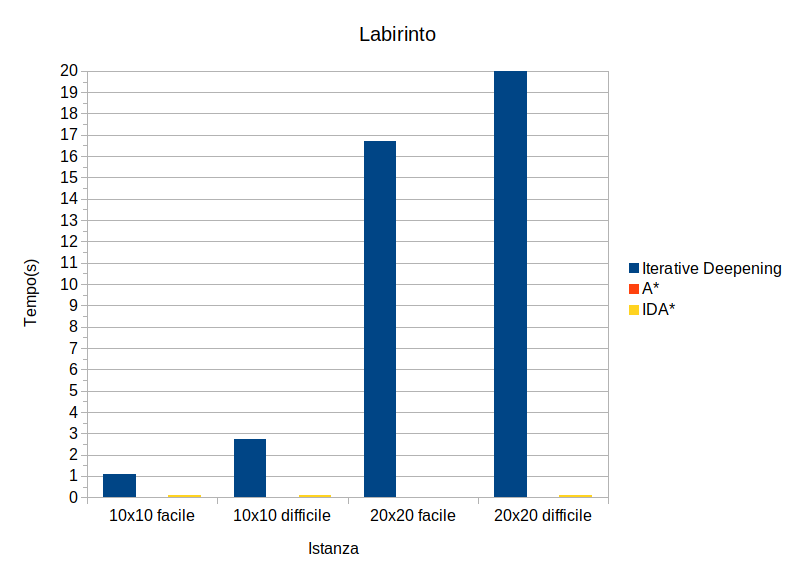 Labirinto
20
19
18
17
16
15
14
13
12
11
10
9
8
7
6
5
4
3
2
1
0
Tempo(s)
10x10 facile
10x10 difficile
20x20 facile
20x20 difficile
Istanza
Iterative Deepening
A*
IDA*